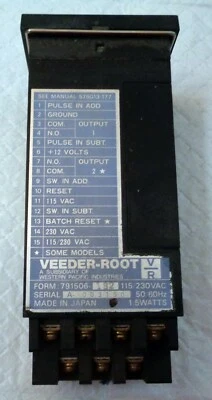 SEE MANUAL 579013-177
1 PULSE IN ADD
2 GROUND
3 COM. OUTPUT
4 N.O. 1
5 PULSE IN SUBT.
6 +12 VOLTS
7 N.O. OUTPUT
8 COM. 2 ★
9 SW. IN ADD
10 RESET
11 115 VAC
12 SW. IN SUBT.
13 BATCH RESET ★
14 230 VAC
15 115/230 VAC
★ SOME MODELS
VEEDER-ROOT V R
A SUBSIDIARY OF
WESTERN PACIFIC INDUSTRIES
FORM 791506- 115/230VAC
SERIAL 50/60Hz
MADE IN JAPAN 1.5WATTS